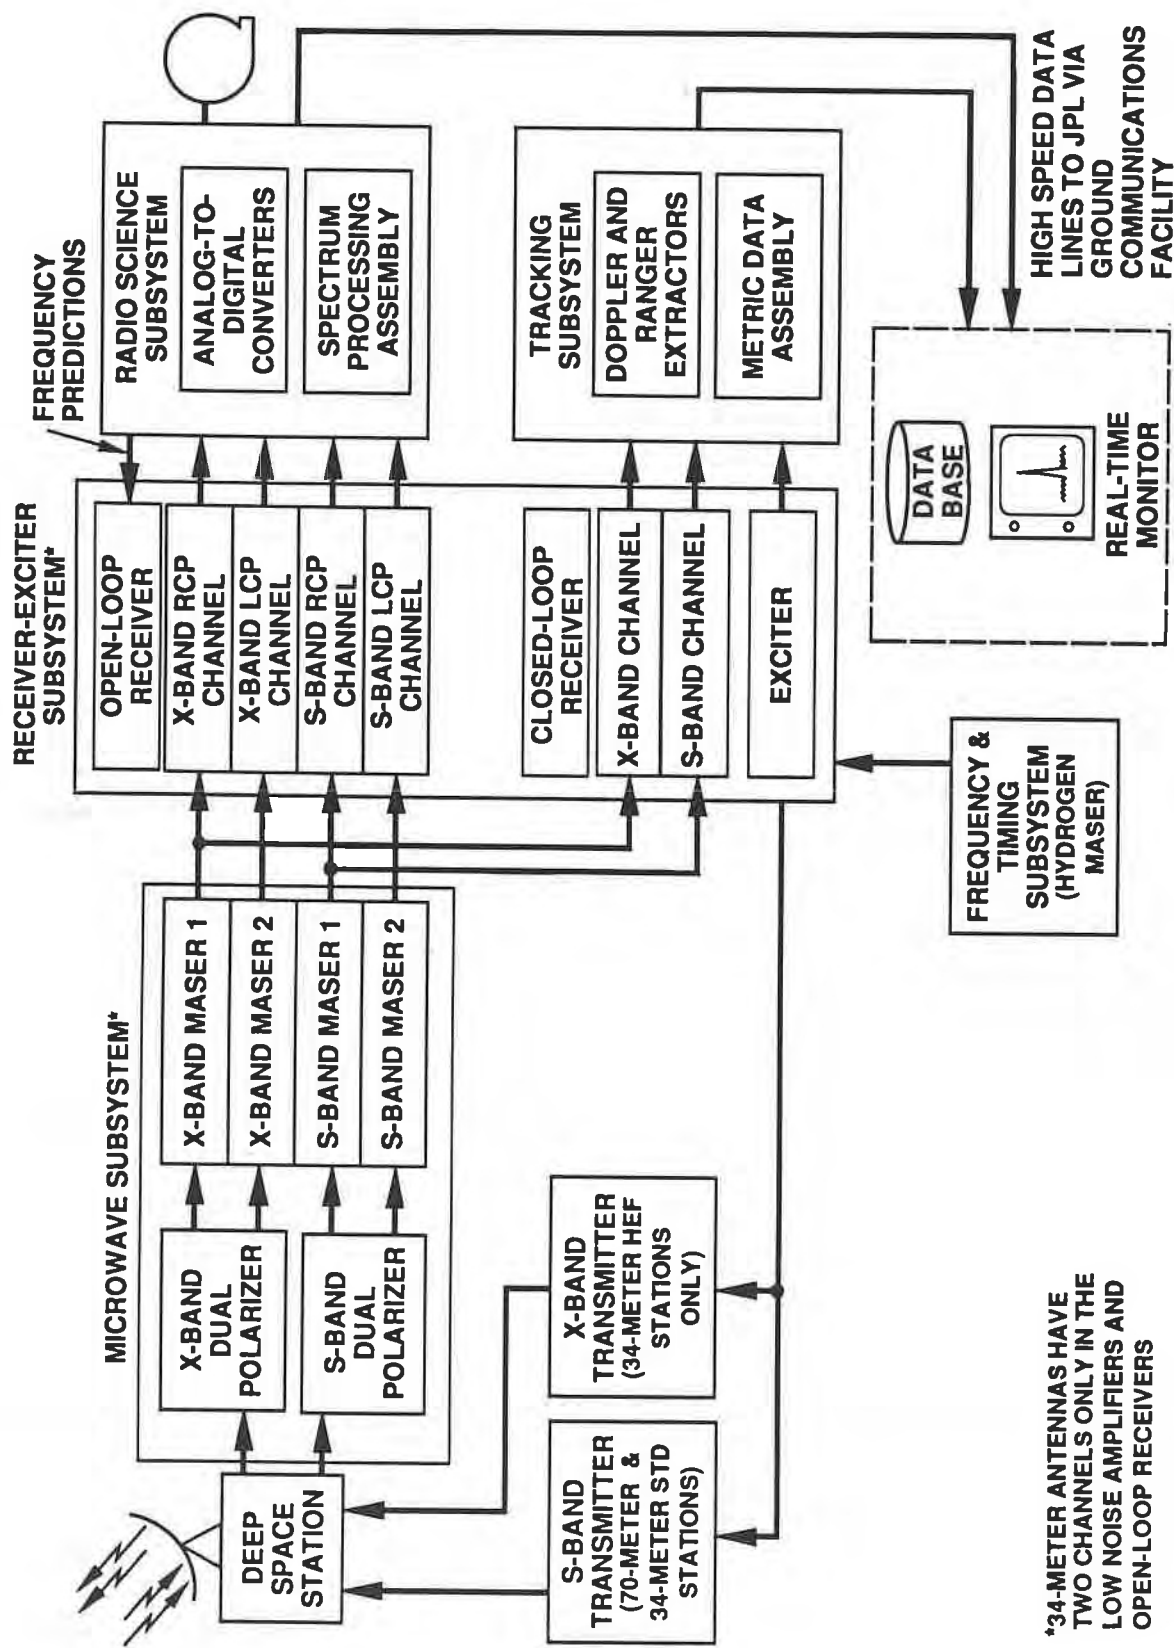 MICROWAVE SUBSYSTEM*
DEEP
SPACE
STATION
X-BAND
DUAL
POLARIZER
S-BAND
DUAL
POLARIZER
X-BAND MASER 1
X-BAND MASER 2
S-BAND MASER 1
S-BAND MASER 2
RECEIVER-EXCITER
SUBSYSTEM*
OPEN-LOOP
RECEIVER
X-BAND RCP
CHANNEL
X-BAND LCP
CHANNEL
S-BAND RCP
CHANNEL
S-BAND LCP
CHANNEL
CLOSED-LOOP
RECEIVER
X-BAND CHANNEL
S-BAND CHANNEL
EXCITER
FREQUENCY
PREDICTIONS
RADIO SCIENCE
SUBSYSTEM
ANALOG-TO-
DIGITAL
CONVERTERS
SPECTRUM
PROCESSING
ASSEMBLY
TRACKING
SUBSYSTEM
DOPPLER AND
RANGER
EXTRACTORS
METRIC DATA
ASSEMBLY
S-BAND
TRANSMITTER
(70-METER &
34-METER STD
STATIONS)
X-BAND
TRANSMITTER
(34-METER HEF
STATIONS
ONLY)
FREQUENCY &
TIMING
SUBSYSTEM
(HYDROGEN
MASER)
DATA
BASE
REAL-TIME
MONITOR
HIGH SPEED DATA
LINES TO JPL VIA
GROUND
COMMUNICATIONS
FACILITY
*34-METER ANTENNAS HAVE
TWO CHANNELS ONLY IN THE
LOW NOISE AMPLIFIERS AND
OPEN-LOOP RECEIVERS